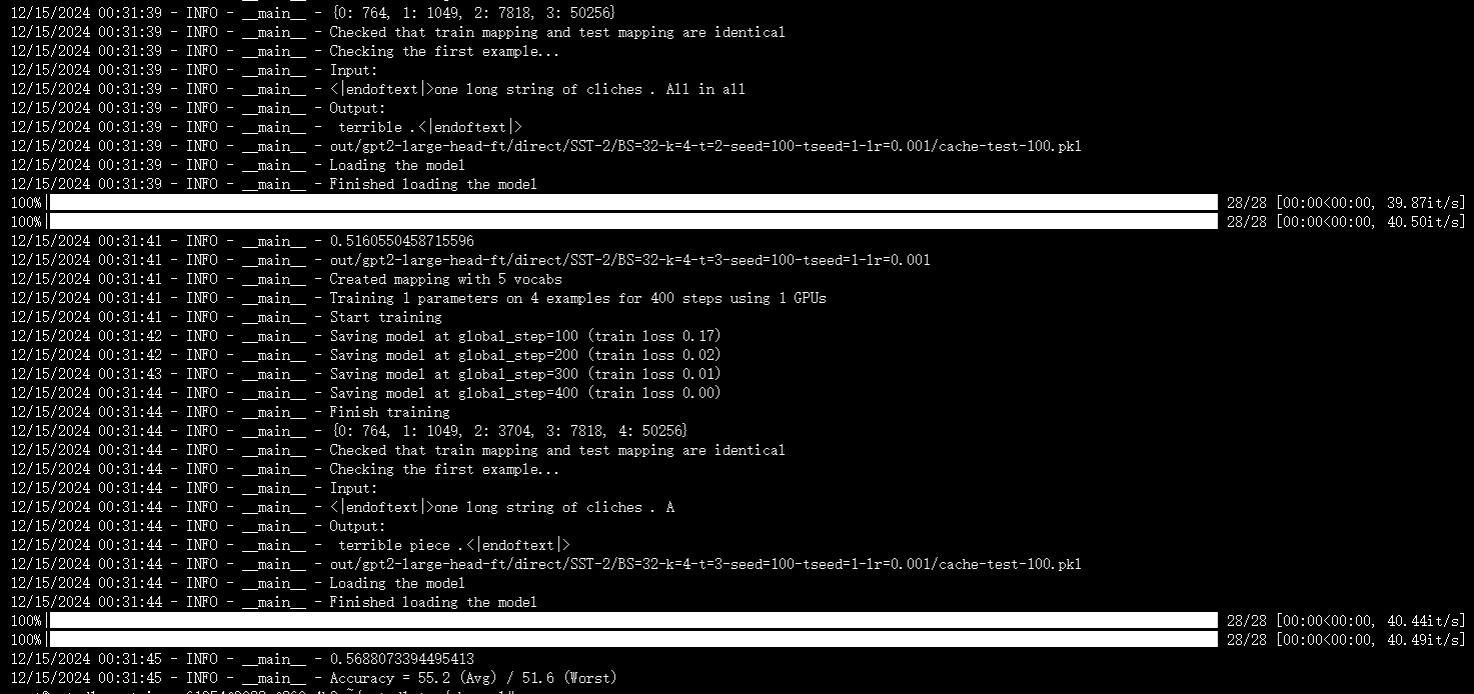 12/15/2024 00:31:39 - INFO - __main__ - {0: 764, 1: 1049, 2: 7818, 3: 50256}
12/15/2024 00:31:39 - INFO - __main__ - Checked that train mapping and test mapping are identical
12/15/2024 00:31:39 - INFO - __main__ - Checking the first example...
12/15/2024 00:31:39 - INFO - __main__ - Input:
12/15/2024 00:31:39 - INFO - __main__ - <|endoftext|>one long string of cliches . All in all
12/15/2024 00:31:39 - INFO - __main__ - Output:
12/15/2024 00:31:39 - INFO - __main__ -  terrible .<|endoftext|>
12/15/2024 00:31:39 - INFO - __main__ - out/gpt2-large-head-ft/direct/SST-2/BS=32-k=4-t=2-seed=100-tseed=1-lr=0.001/cache-test-100.pkl
12/15/2024 00:31:39 - INFO - __main__ - Loading the model
12/15/2024 00:31:39 - INFO - __main__ - Finished loading the model
100%| 28/28 [00:00<00:00, 39.87it/s]
100%| 28/28 [00:00<00:00, 40.50it/s]
12/15/2024 00:31:41 - INFO - __main__ - 0.5160550458715596
12/15/2024 00:31:41 - INFO - __main__ - out/gpt2-large-head-ft/direct/SST-2/BS=32-k=4-t=3-seed=100-tseed=1-lr=0.001
12/15/2024 00:31:41 - INFO - __main__ - Created mapping with 5 vocabs
12/15/2024 00:31:41 - INFO - __main__ - Training 1 parameters on 4 examples for 400 steps using 1 GPUs
12/15/2024 00:31:41 - INFO - __main__ - Start training
12/15/2024 00:31:42 - INFO - __main__ - Saving model at global_step=100 (train loss 0.17)
12/15/2024 00:31:42 - INFO - __main__ - Saving model at global_step=200 (train loss 0.02)
12/15/2024 00:31:43 - INFO - __main__ - Saving model at global_step=300 (train loss 0.01)
12/15/2024 00:31:44 - INFO - __main__ - Saving model at global_step=400 (train loss 0.00)
12/15/2024 00:31:44 - INFO - __main__ - Finish training
12/15/2024 00:31:44 - INFO - __main__ - {0: 764, 1: 1049, 2: 3704, 3: 7818, 4: 50256}
12/15/2024 00:31:44 - INFO - __main__ - Checked that train mapping and test mapping are identical
12/15/2024 00:31:44 - INFO - __main__ - Checking the first example...
12/15/2024 00:31:44 - INFO - __main__ - Input:
12/15/2024 00:31:44 - INFO - __main__ - <|endoftext|>one long string of cliches . A
12/15/2024 00:31:44 - INFO - __main__ - Output:
12/15/2024 00:31:44 - INFO - __main__ -  terrible piece .<|endoftext|>
12/15/2024 00:31:44 - INFO - __main__ - out/gpt2-large-head-ft/direct/SST-2/BS=32-k=4-t=3-seed=100-tseed=1-lr=0.001/cache-test-100.pkl
12/15/2024 00:31:44 - INFO - __main__ - Loading the model
12/15/2024 00:31:44 - INFO - __main__ - Finished loading the model
100%| 28/28 [00:00<00:00, 40.44it/s]
100%| 28/28 [00:00<00:00, 40.49it/s]
12/15/2024 00:31:45 - INFO - __main__ - 0.5688073394495413
12/15/2024 00:31:45 - INFO - __main__ - Accuracy = 55.2 (Avg) / 51.6 (Worst)